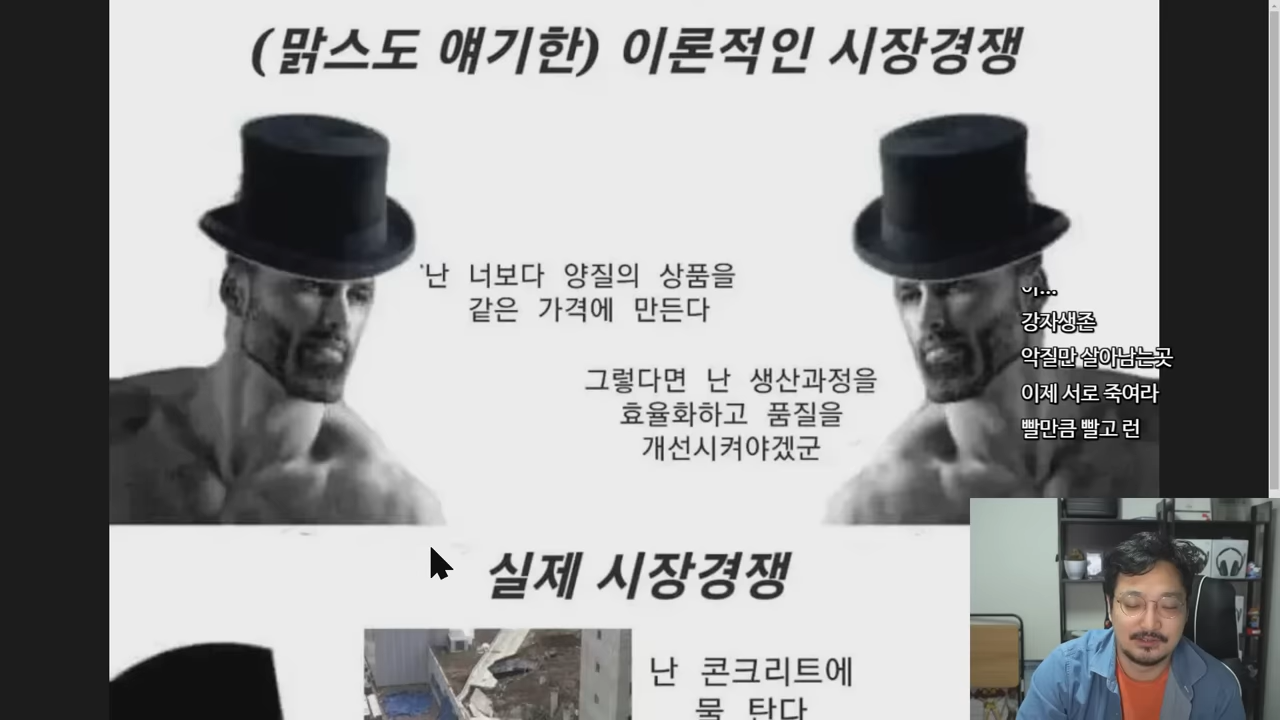 (맑스도 얘기한) 이론적인 시장경쟁
난 너보다 양질의 상품을
같은 가격에 만든다
그렇다면 난 생산과정을
효율화하고 품질을
개선시켜야겠군
강자생존
악질만 살아남는곳
이제 서로 죽여라
빨만큼 빨고 런
실제 시장경쟁
난 콘크리트에
물 탄다